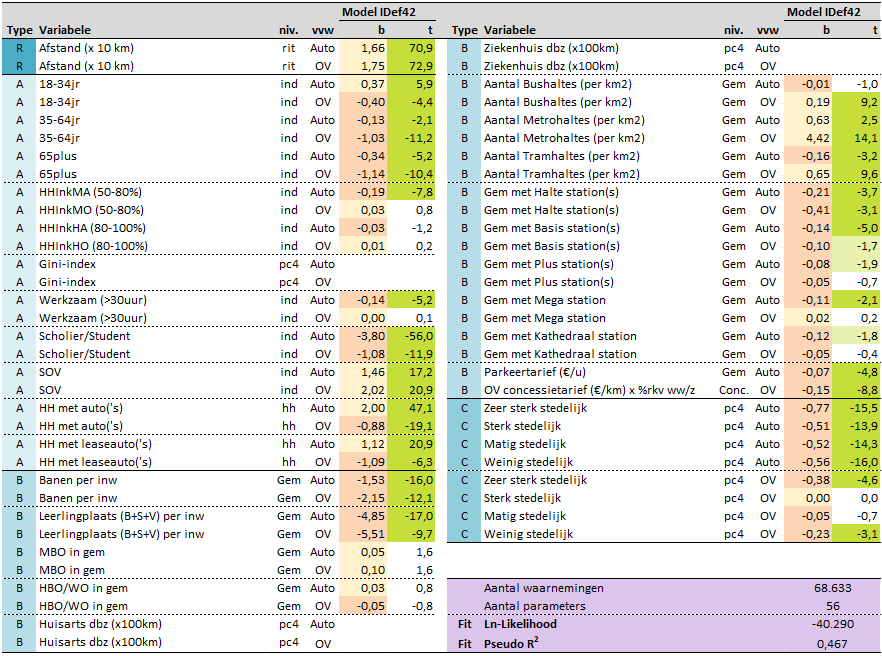 Model IDef42
Type Variabele niv. vvw b t
R Afstand (x 10 km) rit Auto 1,66 70,9
R Afstand (x 10 km) rit OV 1,75 72,9
A 18-34jr ind Auto 0,37 5,9
A 18-34jr ind OV -0,40 -4,4
A 35-64jr ind Auto -0,13 -2,1
A 35-64jr ind OV -1,03 -11,2
A 65plus ind Auto -0,34 -5,2
A 65plus ind OV -1,14 -10,4
A HHInkMA (50-80%) ind Auto -0,19 -7,8
A HHInkMO (50-80%) ind OV 0,03 0,8
A HHInkHA (80-100%) ind Auto -0,03 -1,2
A HHInkHO (80-100%) ind OV 0,01 0,2
A Gini-index pc4 Auto
A Gini-index pc4 OV
A Werkzaam (>30uur) ind Auto -0,14 -5,2
A Werkzaam (>30uur) ind OV 0,00 0,1
A Scholier/Student ind Auto -3,80 -56,0
A Scholier/Student ind OV -1,08 -11,9
A SOV ind Auto 1,46 17,2
A SOV ind OV 2,02 20,9
A HH met auto('s) hh Auto 2,00 47,1
A HH met auto('s) hh OV -0,88 -19,1
A HH met leaseauto('s) hh Auto 1,12 20,9
A HH met leaseauto('s) hh OV -1,09 -6,3
B Banen per inw Gem Auto -1,53 -16,0
B Banen per inw Gem OV -2,15 -12,1
B Leerlingplaats (B+S+V) per inw Gem Auto -4,85 -17,0
B Leerlingplaats (B+S+V) per inw Gem OV -5,51 -9,7
B MBO in gem Gem Auto 0,05 1,6
B MBO in gem Gem OV 0,10 1,6
B HBO/WO in gem Gem Auto 0,03 0,8
B HBO/WO in gem Gem OV -0,05 -0,8
B Huisarts dbz (x100km) pc4 Auto
B Huisarts dbz (x100km) pc4 OV
Model IDef42
Type Variabele niv. vvw b t
B Ziekenhuis dbz (x100km) pc4 Auto
B Ziekenhuis dbz (x100km) pc4 OV
B Aantal Bushaltes (per km2) Gem Auto -0,01 -1,0
B Aantal Bushaltes (per km2) Gem OV 0,19 9,2
B Aantal Metrohaltes (per km2) Gem Auto 0,63 2,5
B Aantal Metrohaltes (per km2) Gem OV 4,42 14,1
B Aantal Tramhaltes (per km2) Gem Auto -0,16 -3,2
B Aantal Tramhaltes (per km2) Gem OV 0,65 9,6
B Gem met Halte station(s) Gem Auto -0,21 -3,7
B Gem met Halte station(s) Gem OV -0,41 -3,1
B Gem met Basis station(s) Gem Auto -0,14 -5,0
B Gem met Basis station(s) Gem OV -0,10 -1,7
B Gem met Plus station(s) Gem Auto -0,08 -1,9
B Gem met Plus station(s) Gem OV -0,05 -0,7
B Gem met Mega station Gem Auto -0,11 -2,1
B Gem met Mega station Gem OV 0,02 0,2
B Gem met Kathedraal station Gem Auto -0,12 -1,8
B Gem met Kathedraal station Gem OV -0,05 -0,4
B Parkeertarief (€/u) Gem Auto -0,07 -4,8
B OV concessietarief (€/km) x %rkv ww/z Conc. OV -0,15 -8,8
C Zeer sterk stedelijk pc4 Auto -0,77 -15,5
C Sterk stedelijk pc4 Auto -0,51 -13,9
C Matig stedelijk pc4 Auto -0,52 -14,3
C Weinig stedelijk pc4 Auto -0,56 -16,0
C Zeer sterk stedelijk pc4 OV -0,38 -4,6
C Sterk stedelijk pc4 OV 0,00 0,0
C Matig stedelijk pc4 OV -0,05 -0,7
C Weinig stedelijk pc4 OV -0,23 -3,1
Aantal waarnemingen 68.633
Aantal parameters 56
Fit Ln-Likelihood -40.290
Fit Pseudo R² 0,467